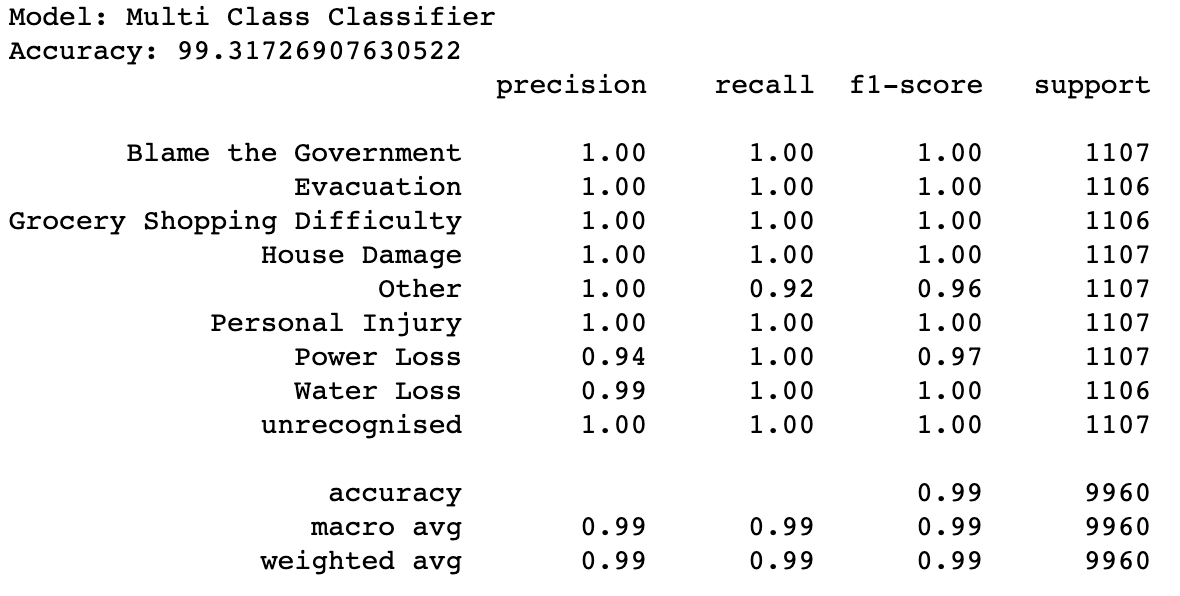 Model: Multi Class Classifier
Accuracy: 99.31726907630522
precision recall f1-score support
Blame the Government 1.00 1.00 1.00 1107
Evacuation 1.00 1.00 1.00 1106
Grocery Shopping Difficulty 1.00 1.00 1.00 1106
House Damage 1.00 1.00 1.00 1107
Other 1.00 0.92 0.96 1107
Personal Injury 1.00 1.00 1.00 1107
Power Loss 0.94 1.00 0.97 1107
Water Loss 0.99 1.00 1.00 1106
unrecognised 1.00 1.00 1.00 1107
accuracy 0.99 9960
macro avg 0.99 0.99 0.99 9960
weighted avg 0.99 0.99 0.99 9960